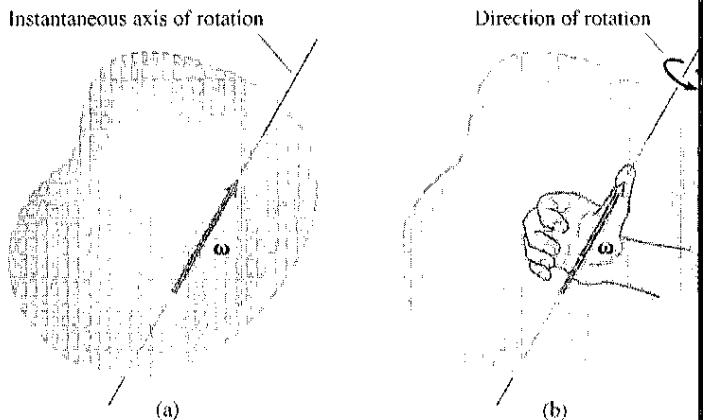 Instantaneous axis of rotation
Direction of rotation
ω
ω
(a)
(b)